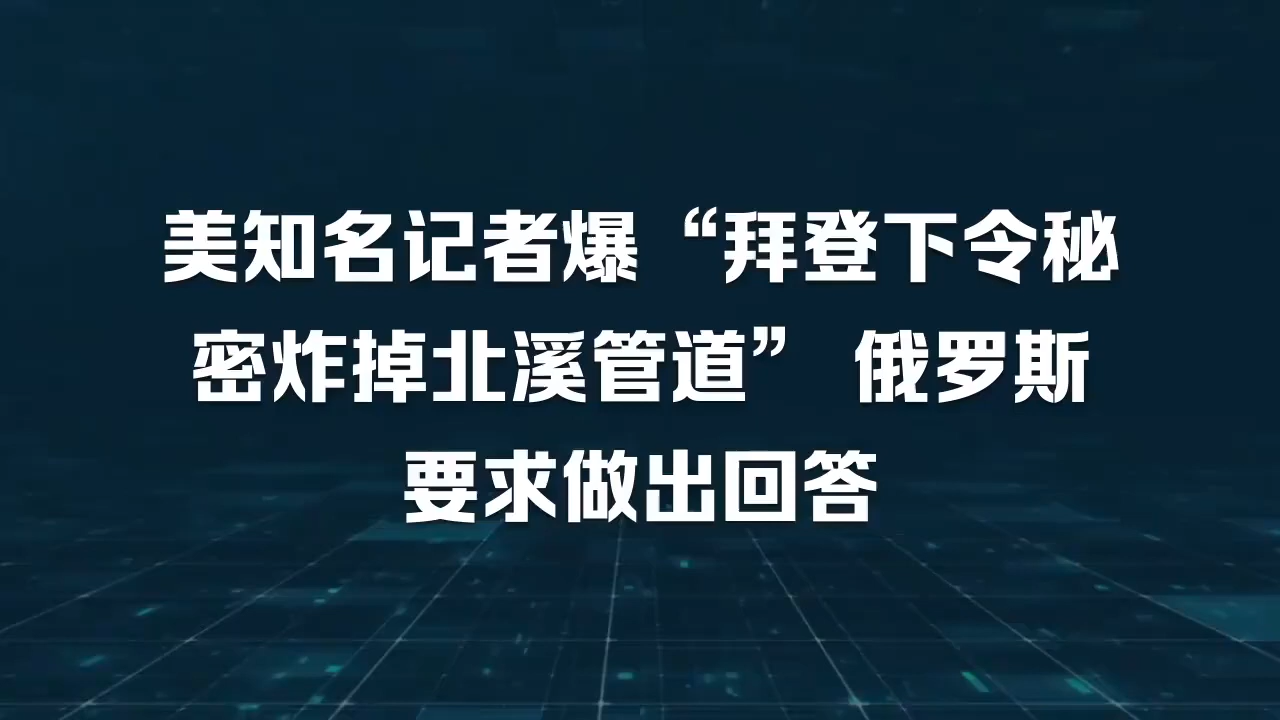 美知名记者爆“拜登下令秘
密炸掉北溪管道” 俄罗斯
要求做出回答